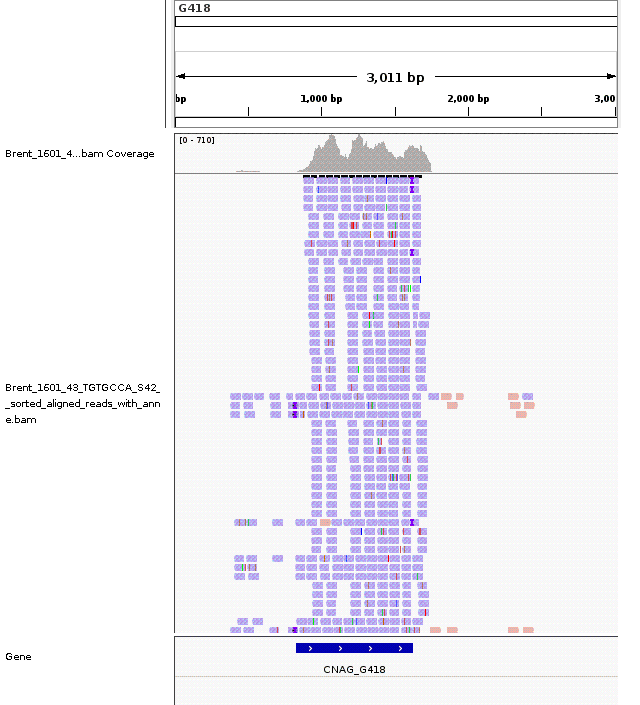 G418
3,011 bp
bp
1,000 bp
2,000 bp
3,00
[0 - 710]
Brent_1601_4...bam Coverage
Brent_1601_43_TGTGCCA_S42_
_sorted_aligned_reads_with_ann
e.bam
Gene
CNAG_G418